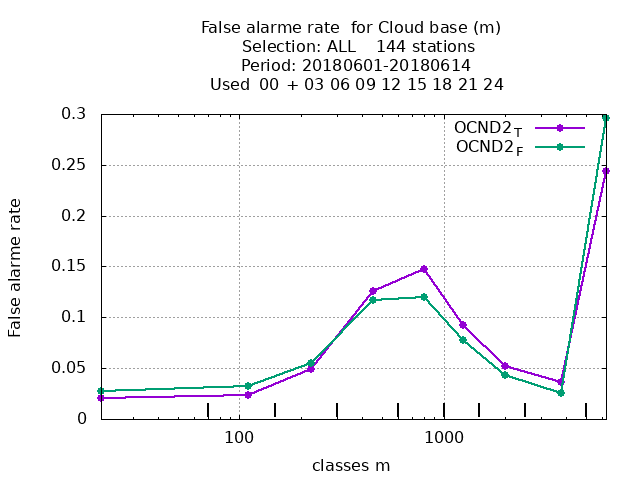 False alarme rate  for Cloud base (m)
Selection: ALL    144 stations
Period: 20180601-20180614
Used  00 + 03 06 09 12 15 18 21 24
0.3
0.25
0.2
0.15
0.1
0.05
0
OCND2_T
OCND2_F
False alarme rate
100
1000
classes m